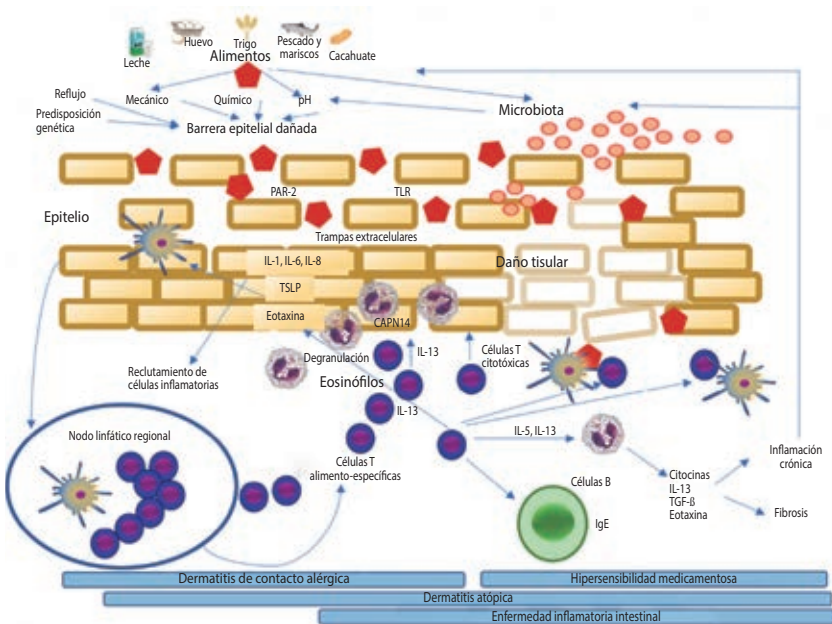 Leche
Huevo
Trigo
Pescado y
mariscos
Cacahuate
Alimentos
Reflujo
Mecánico
Químico
pH
Microbiota
Predisposición
genética
Barrera epitelial dañada
PAR-2
TLR
Epitelio
Trampas extracelulares
IL-1, IL-6, IL-8
Daño tisular
TSLP
Eotaxina
CAPN14
Degranulación
IL-13
Células T
citotóxicas
Reclutamiento de
células inflamatorias
Eosinófilos
IL-13
Nodo linfático regional
Células T
alimento-específicas
IL-5, IL-13
Células B
IgE
Citocinas
IL-13
TGF-ß
Eotaxina
Inflamación
crónica
Fibrosis
Dermatitis de contacto alérgica
Hipersensibilidad medicamentosa
Dermatitis atópica
Enfermedad inflamatoria intestinal